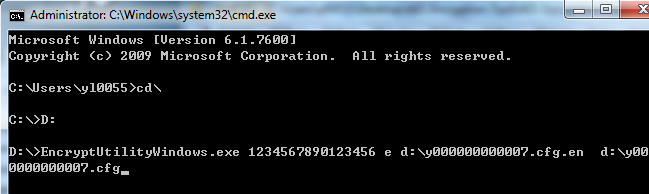 Administrator: C:\Windows\system32\cmd.exe
Microsoft Windows [Version 6.1.7600]
Copyright (c) 2009 Microsoft Corporation.  All rights reserved.
C:\Users\yl0055>cd\
C:\>D:
D:\>EncryptUtilityWindows.exe 1234567890123456 e d:\y000000000007.cfg.en  d:\y00
0000000007.cfg